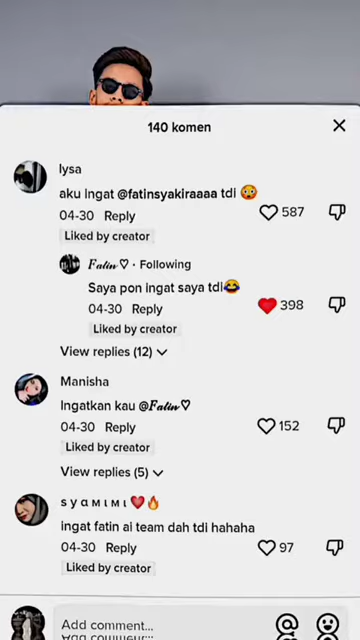 140 komen
lysa
aku ingat @fatinsyakiraaaa tdi 😳
04-30 Reply
587
Liked by creator
𝑭𝒂𝒕𝒊𝒏 ♡ · Following
Saya pon ingat saya tdi😂
04-30 Reply
398
Liked by creator
View replies (12)
Manisha
Ingatkan kau @𝑭𝒂𝒕𝒊𝒏♡
04-30 Reply
152
Liked by creator
View replies (5)
s y α м ι м ι ❤️🔥
ingat fatin ai team dah tdi hahaha
04-30 Reply
97
Liked by creator
Add comment...
Add comment...